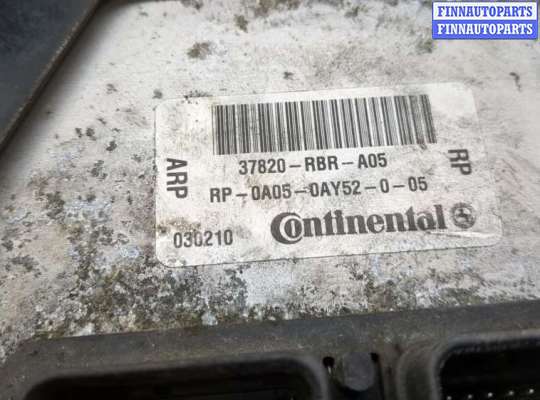 FINNAUTOPARTS
FINNAUTOPARTS
37820-RBR-A05
RP-0A05-0AY52-0-05
ARP
RP
030210
Continental